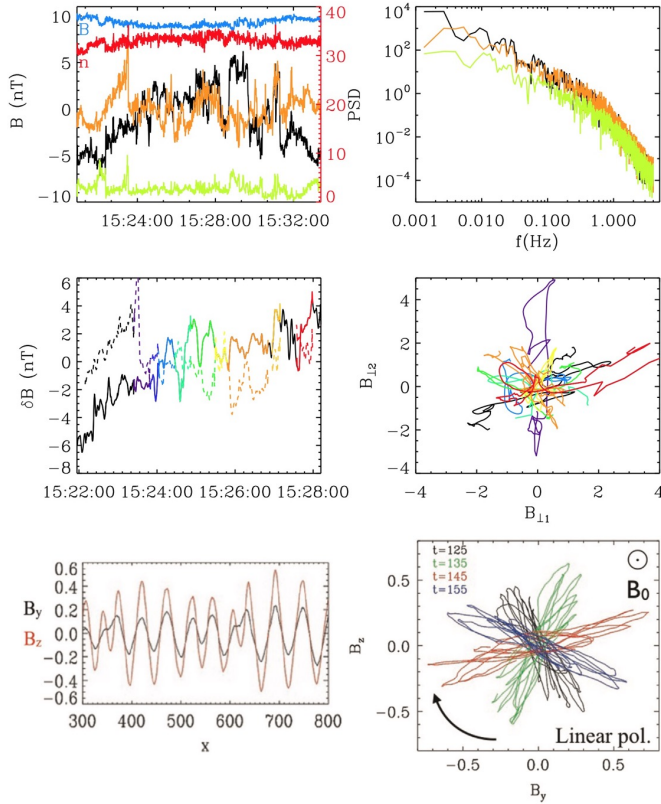 10
5
0
−5
−10
B (nT)
B
n
40
30
20
10
0
PSD
15:24:00 15:28:00 15:32:00
10⁴
10²
10⁰
10⁻²
10⁻⁴
0.001 0.010 0.100 1.000
f(Hz)
6
4
2
0
−2
−4
−6
−8
δB (nT)
15:22:00 15:24:00 15:26:00 15:28:00
4
2
0
−2
−4
B⊥2
−4 −2 0 2 4
B⊥1
0.6
0.4
0.2
0.0
-0.2
-0.4
-0.6
By
Bz
300 400 500 600 700 800
x
t=125
t=135
t=145
t=155
B₀
0.5
0.0
−0.5
Bz
Linear pol.
−0.5 0.0 0.5
By